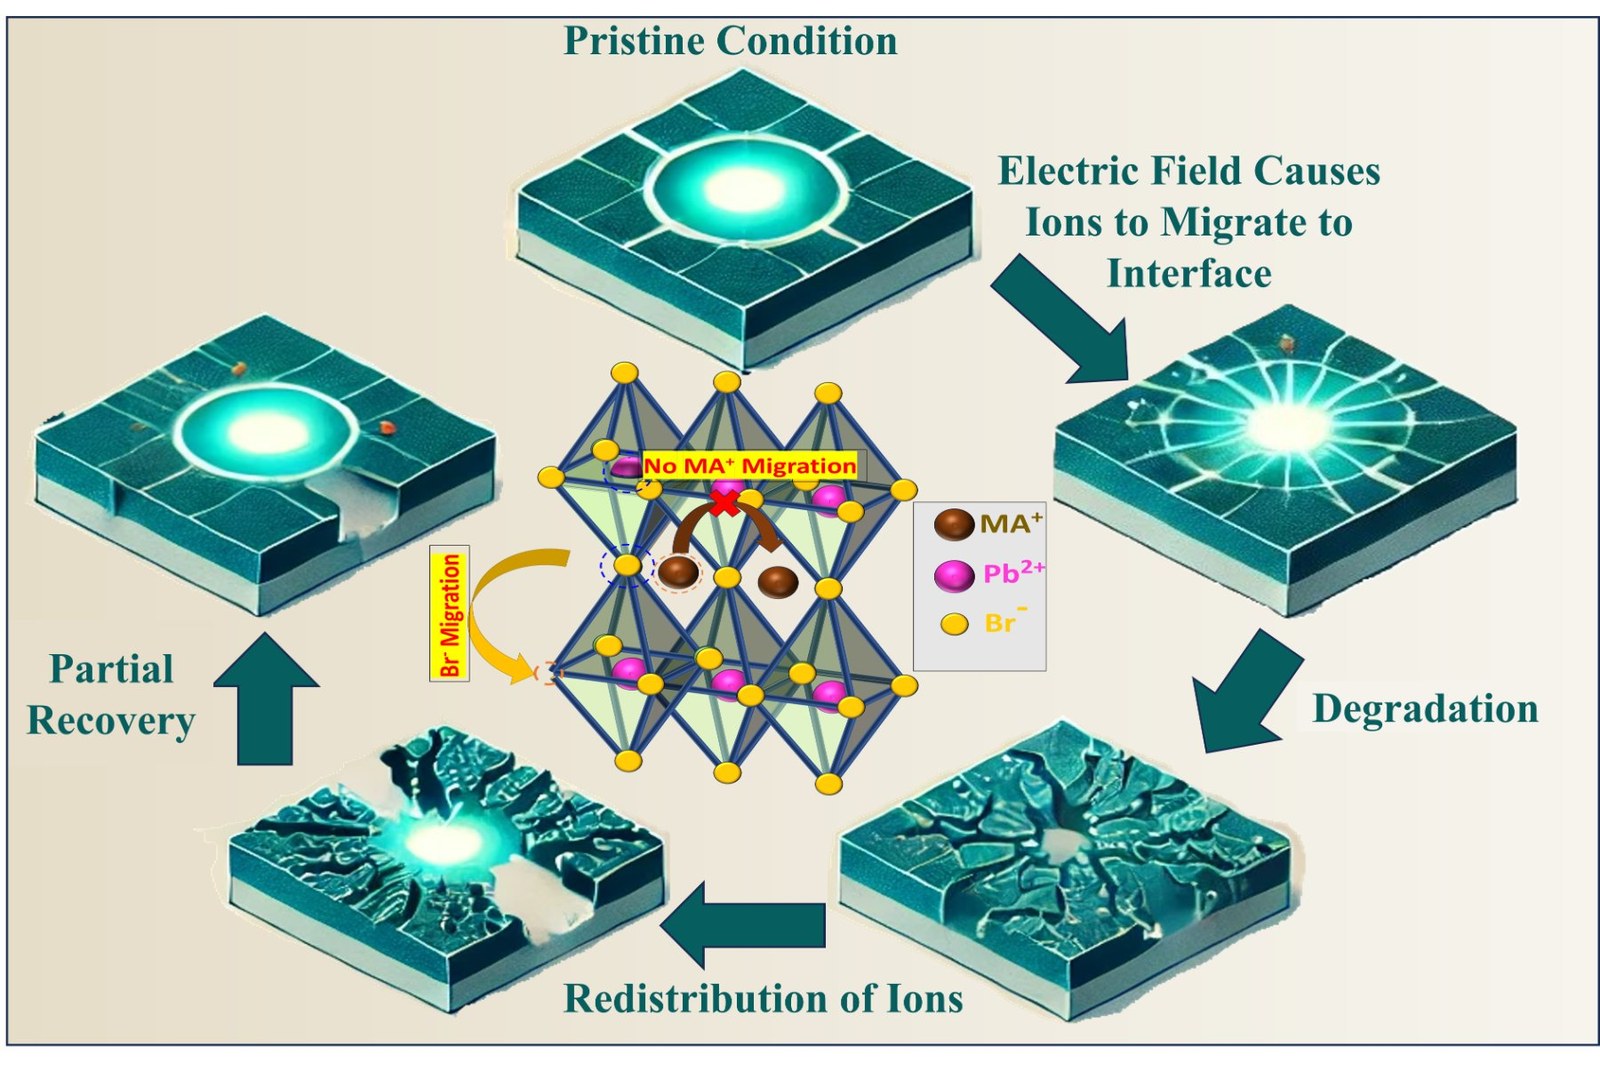 Pristine Condition
Electric Field Causes
Ions to Migrate to
Interface
No MA⁺ Migration
MA⁺
Pb²⁺
Br⁻
Br⁻ Migration
Partial
Recovery
Degradation
Redistribution of Ions